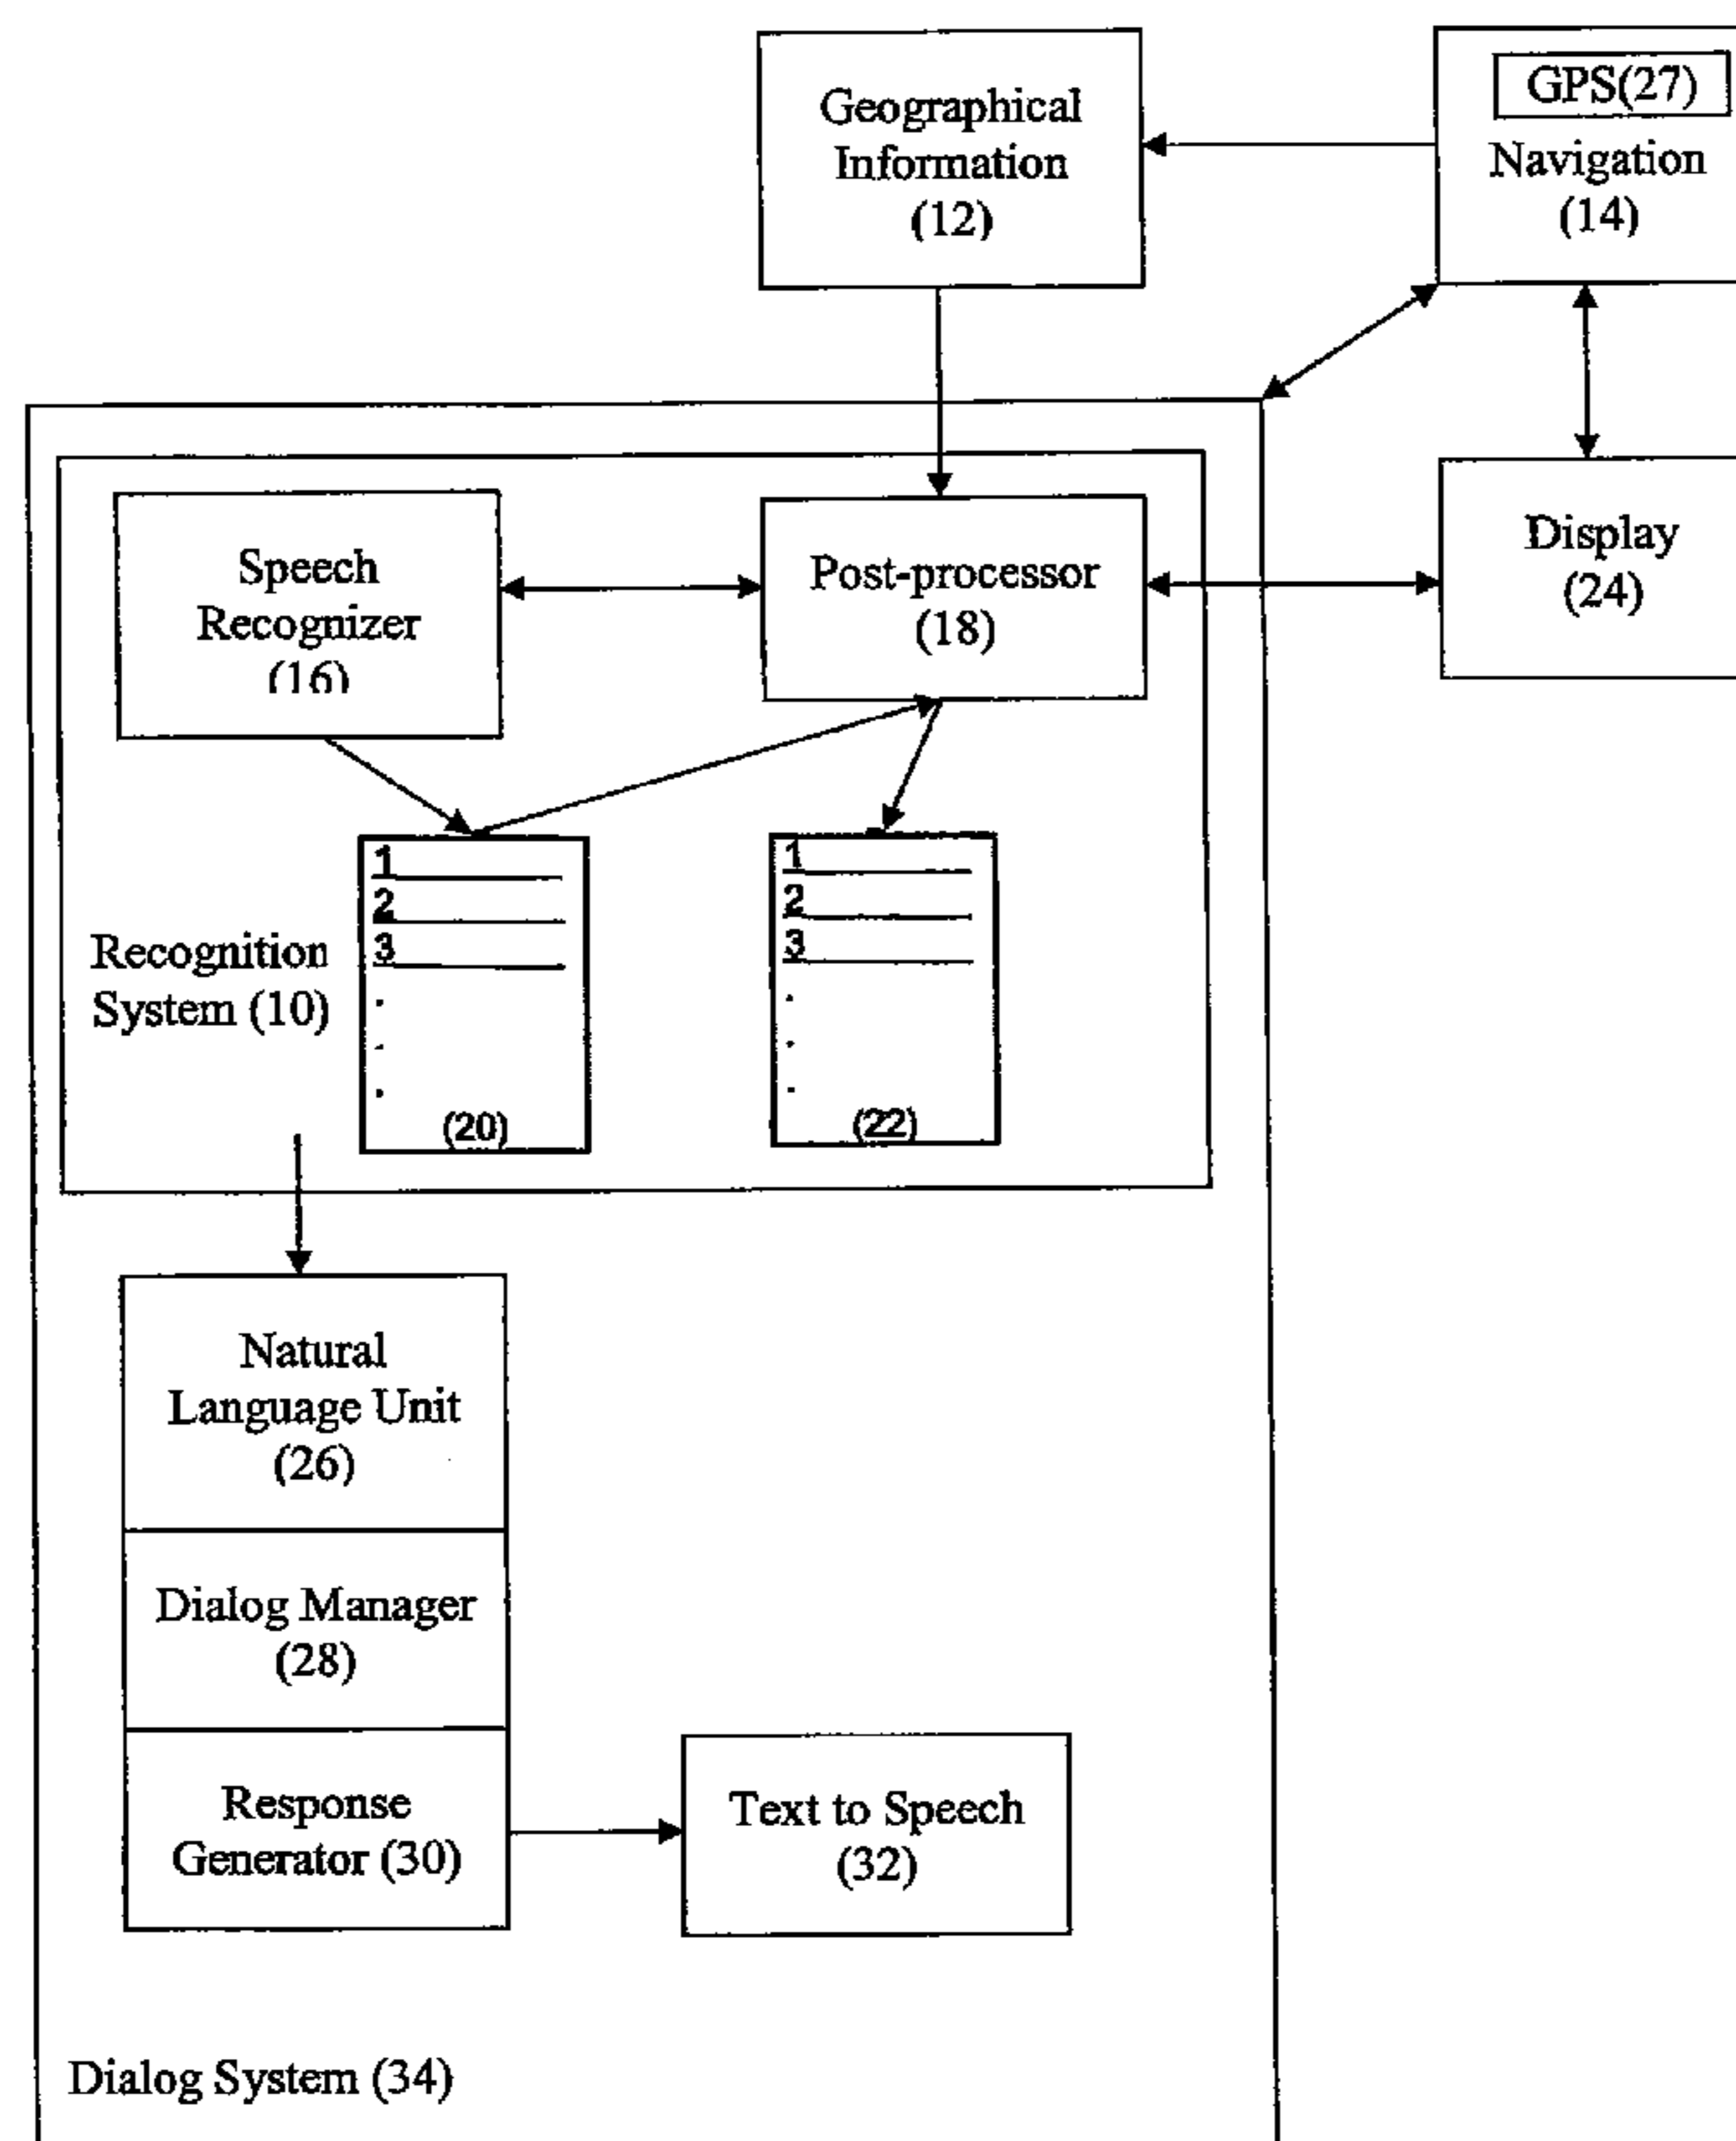 Geographical
Information
(12)
GPS(27)
Navigation
(14)
Speech
Recognizer
(16)
Post-processor
(18)
Display
(24)
1
2
3
.
.
.
(20)
1
2
3
.
.
.
(22)
Recognition
System (10)
Natural
Language Unit
(26)
Dialog Manager
(28)
Response
Generator (30)
Text to Speech
(32)
Dialog System (34)